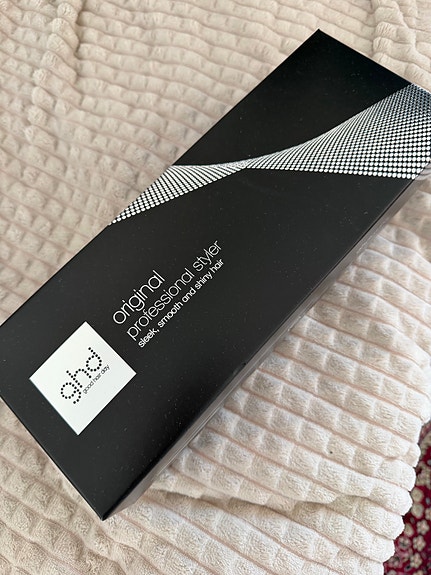 original
professional styler
sleek, smooth and shiny hair
ghd
good hair day